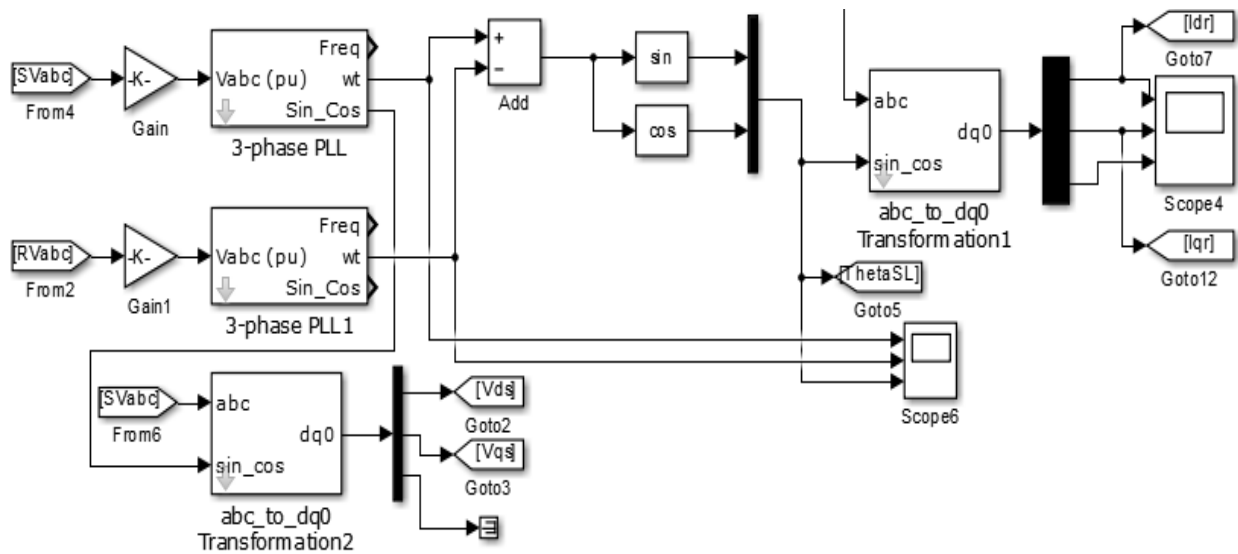 [SVabc]
From4
-K-
Gain
Freq
Vabc (pu)
wt
Sin_Cos
3-phase PLL
+
−
Add
sin
cos
abc
dq0
sin_cos
abc_to_dq0
Transformation1
[Idr]
Goto7
Scope4
[Iqr]
Goto12
[RVabc]
From2
-K-
Gain1
Freq
Vabc (pu)
wt
Sin_Cos
3-phase PLL1
[ThetaSL]
Goto5
Scope6
[SVabc]
From6
abc
dq0
sin_cos
abc_to_dq0
Transformation2
[Vds]
Goto2
[Vqs]
Goto3